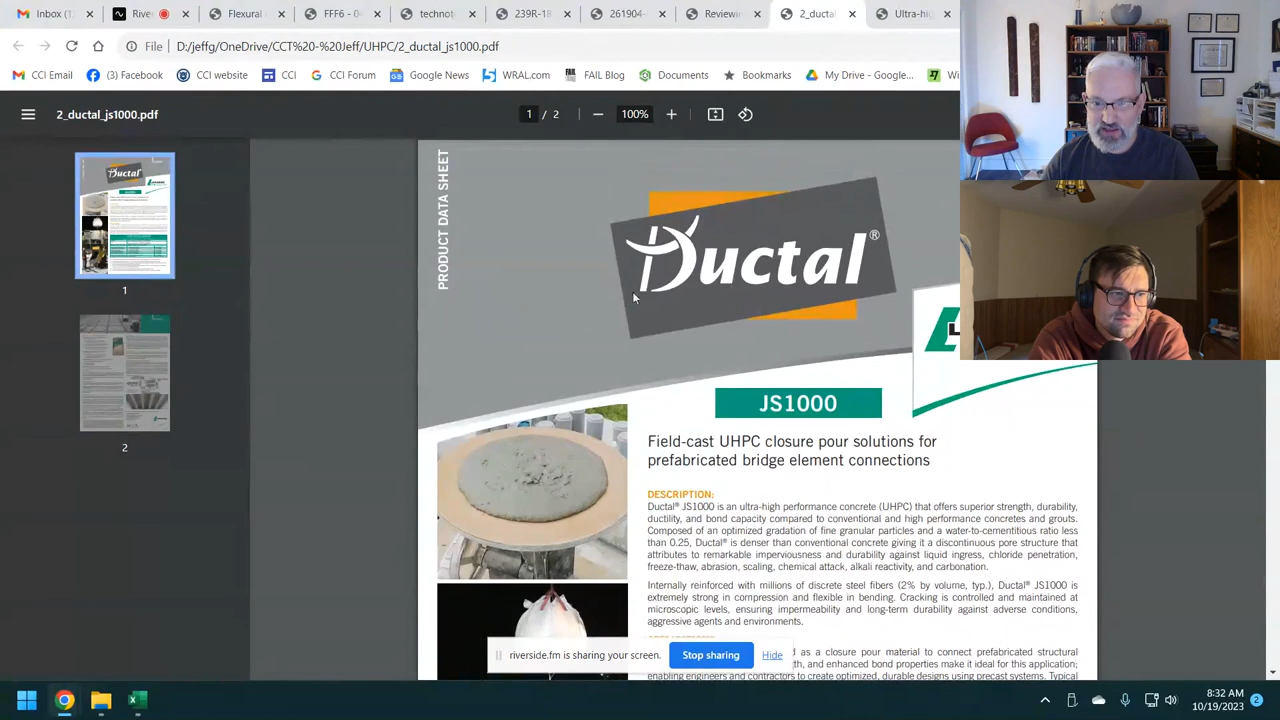 Inbox (1
River
Flexural
FFF6 - 0
technot
239R-1
261904-
Reviewin
2_ductal
Ultra-hig
File
D:/jeffg/OneDrive/CCT%20-%20Jeff/UHPC/2_ductal_js1000.pdf
CCI Email
(3) Facebook
CCI website
CCI
CCI Forum
Google News
WRAL.com
FAIL Blog
Documents
Bookmarks
My Drive - Google...
Wi
2_ductal_js1000.pdf
1 / 2
100%
PRODUCT DATA SHEET
Ductal®
JS1000
Field-cast UHPC closure pour solutions for
prefabricated bridge element connections
DESCRIPTION:
Ductal® JS1000 is an ultra-high performance concrete (UHPC) that offers superior strength, durability,
ductility, and bond capacity compared to conventional and high performance concretes and grouts.
Composed of an optimized gradation of fine granular particles and a water-to-cementitious ratio less
than 0.25, Ductal® is denser than conventional concrete giving it a discontinuous pore structure that
attributes to remarkable imperviousness and durability against liquid ingress, chloride penetration,
freeze-thaw, abrasion, scaling, chemical attack, alkali reactivity, and carbonation.
Internally reinforced with millions of discrete steel fibers (2% by volume, typ.), Ductal® JS1000 is
extremely strong in compression and flexible in bending. Cracking is controlled and maintained at
microscopic levels, ensuring impermeability and long-term durability against adverse conditions,
aggressive agents and environments.
as a closure pour material to connect prefabricated structural
and enhanced bond properties make it ideal for this application;
enabling engineers and contractors to create optimized, durable designs using precast systems. Typical
1
2
riverside.fm is sharing your screen.
Stop sharing
Hide
8:32 AM
10/19/2023
2